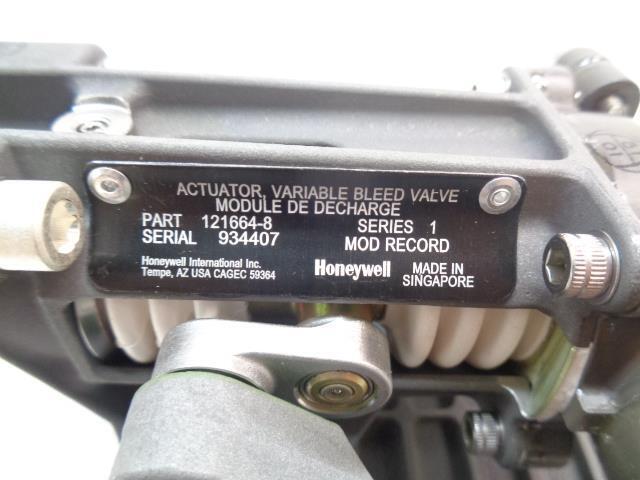 ACTUATOR, VARIABLE BLEED VALVE
MODULE DE DECHARGE
PART 121664-8 SERIES 1
SERIAL 934407 MOD RECORD
Honeywell International Inc.
Tempe, AZ USA CAGEC 59364
Honeywell
MADE IN
SINGAPORE